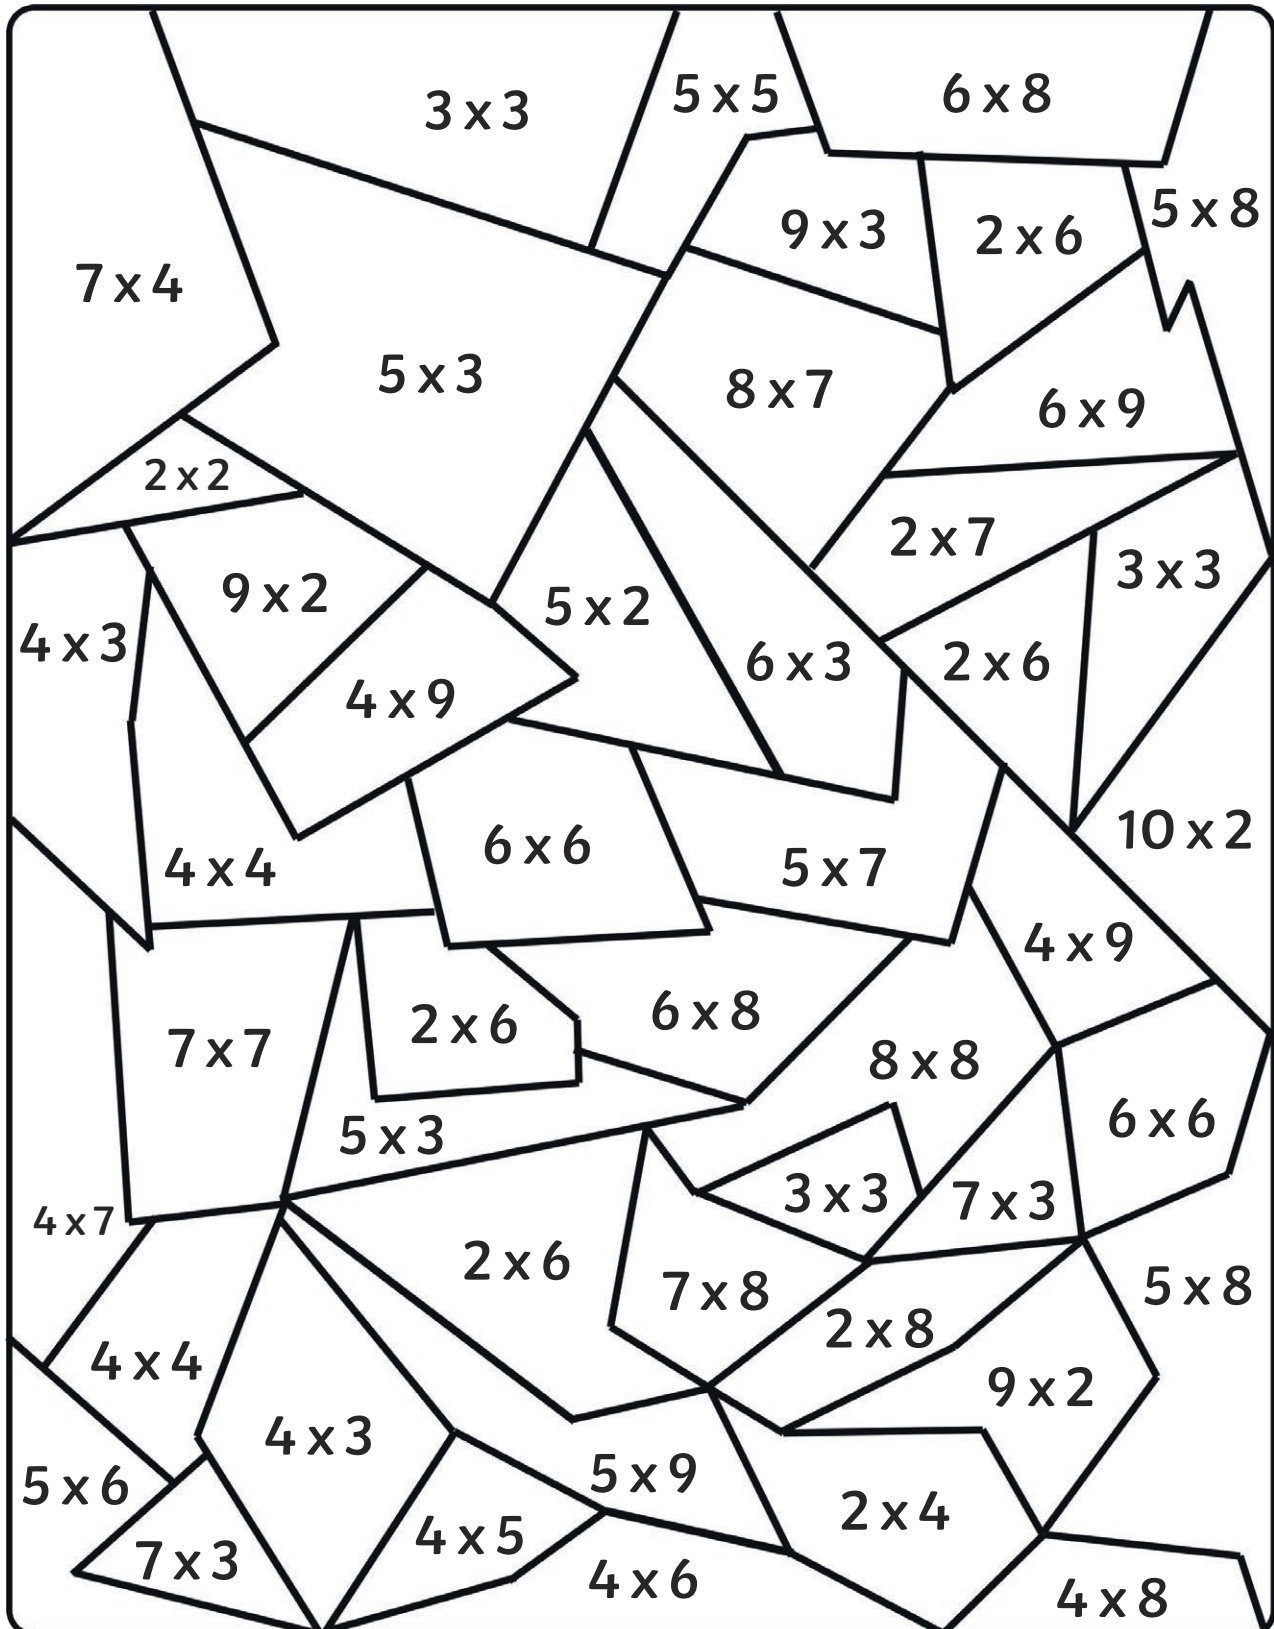 3 x 3
5 x 5
6 x 8
7 x 4
9 x 3
2 x 6
5 x 8
5 x 3
8 x 7
6 x 9
2 x 2
2 x 7
3 x 3
9 x 2
5 x 2
4 x 3
4 x 9
6 x 3
2 x 6
4 x 4
6 x 6
5 x 7
10 x 2
4 x 9
7 x 7
2 x 6
6 x 8
8 x 8
5 x 3
6 x 6
4 x 7
3 x 3
7 x 3
2 x 6
7 x 8
2 x 8
5 x 8
4 x 4
9 x 2
4 x 3
5 x 6
5 x 9
2 x 4
7 x 3
4 x 5
4 x 6
4 x 8